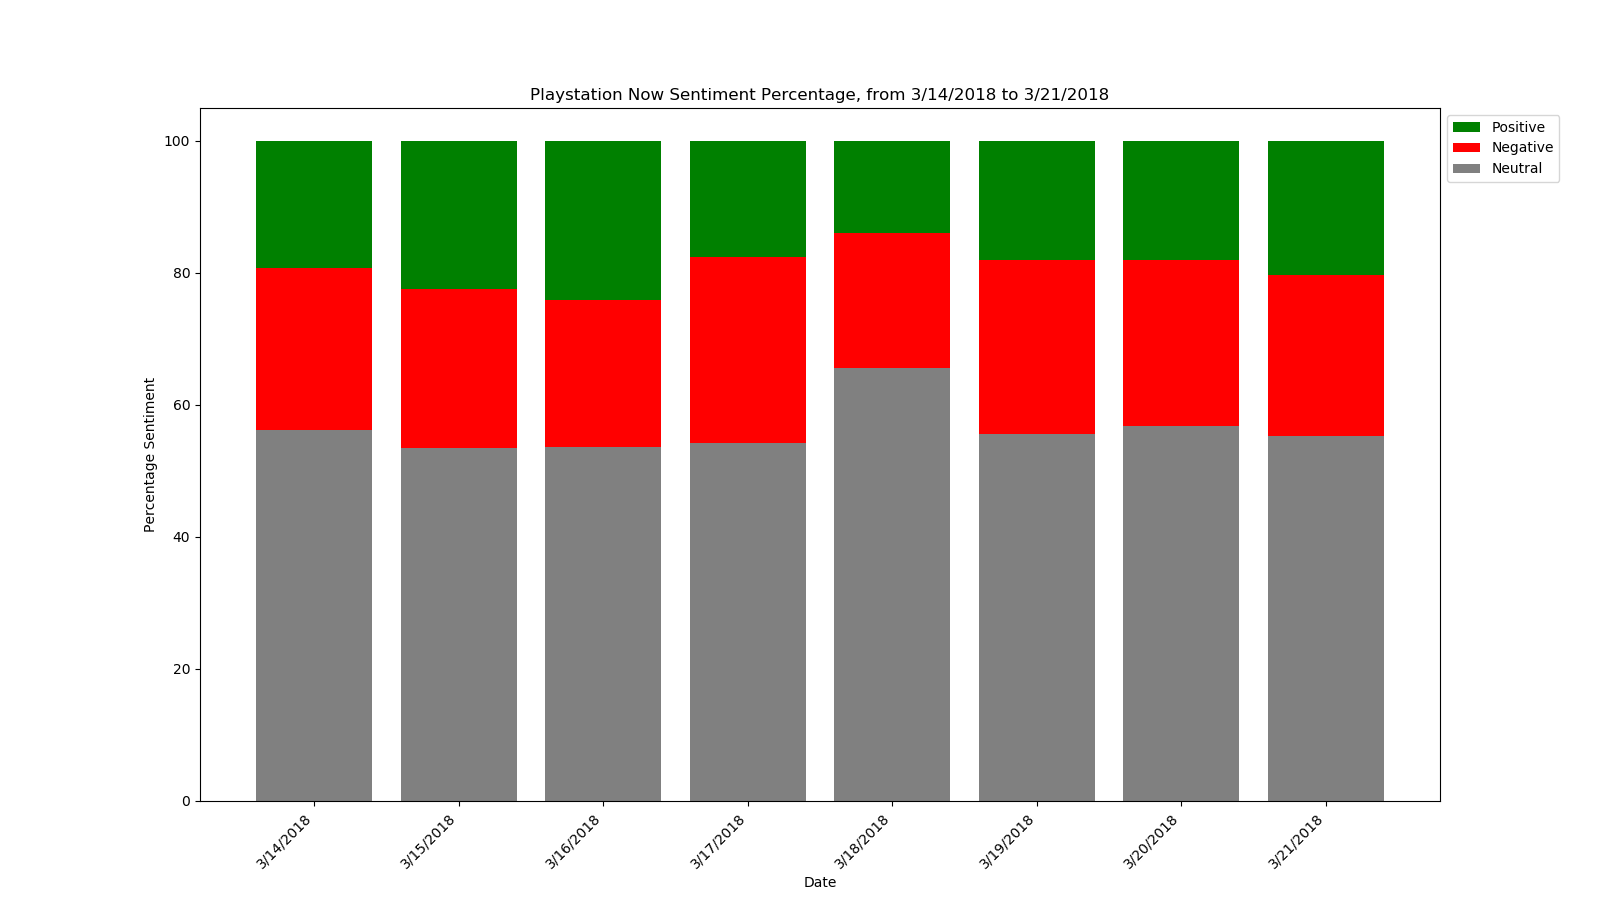 Playstation Now Sentiment Percentage, from 3/14/2018 to 3/21/2018
Positive
Negative
Neutral
Percentage Sentiment
100
80
60
40
20
0
3/14/2018
3/15/2018
3/16/2018
3/17/2018
3/18/2018
3/19/2018
3/20/2018
3/21/2018
Date